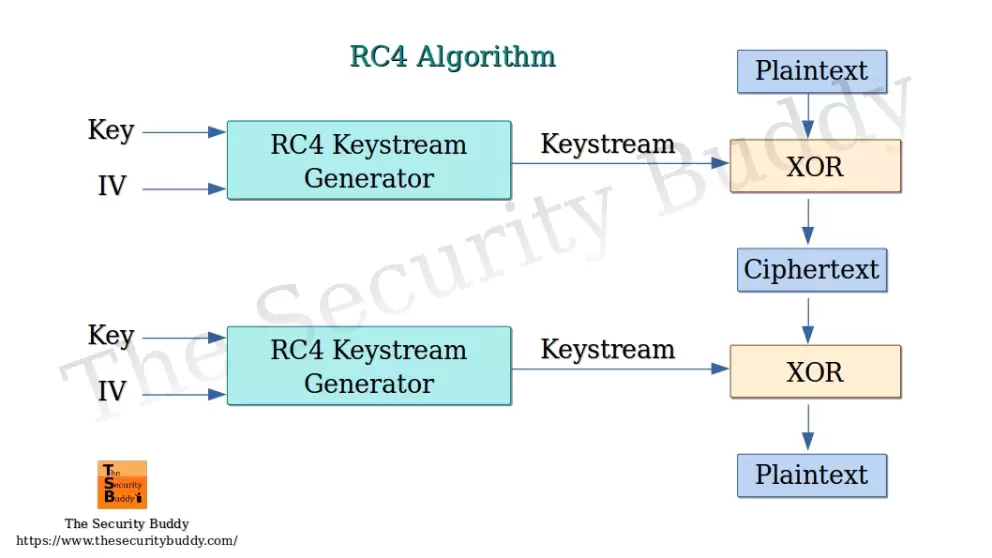 RC4 Algorithm
Plaintext
Key
IV
RC4 Keystream
Generator
Keystream
XOR
Ciphertext
Key
IV
RC4 Keystream
Generator
Keystream
XOR
Plaintext
The Security Buddy
The
Security
Buddy
The Security Buddy
https://www.thesecuritybuddy.com/